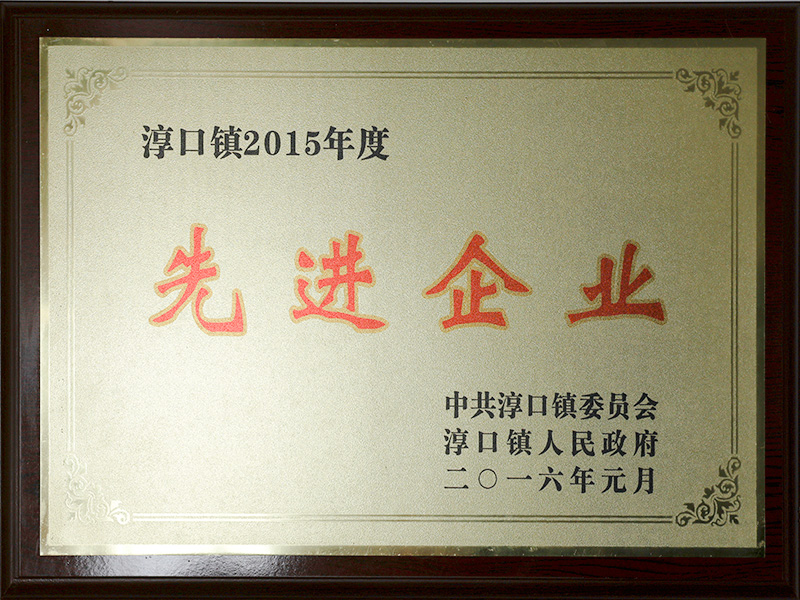 淳口镇2015年度
先进企业
中共淳口镇委员会
淳口镇人民政府
二〇一六年元月